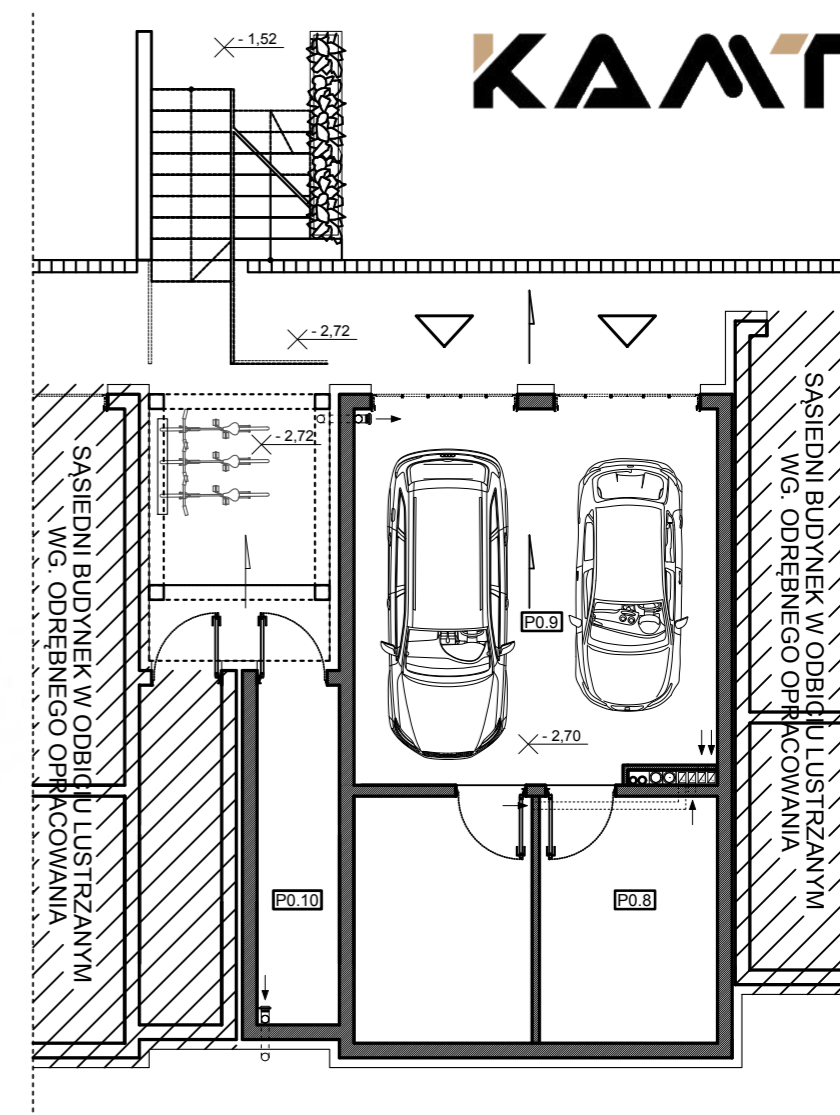 KAMT
- 1,52
- 2,72
- 2,72
SĄSIEDNI BUDYNEK W ODBICIU LUSTRZANYM
WG. ODRĘBNEGO OPRACOWANIA
SĄSIEDNI BUDYNEK W ODBICIU LUSTRZANYM
WG. ODRĘBNEGO OPRACOWANIA
P0.9
- 2,70
P0.10
P0.8